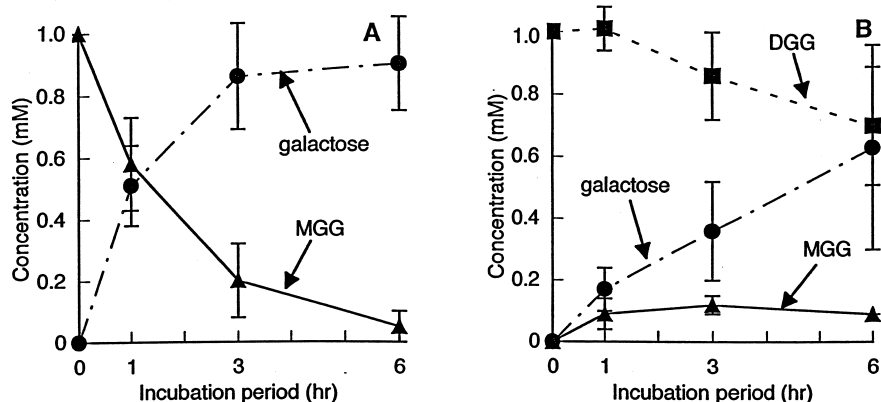 A
B
1.0
0.8
0.6
0.4
0.2
0
Concentration (mM)
galactose
MGG
0
1
3
6
Incubation period (hr)
1.0
0.8
0.6
0.4
0.2
0
Concentration (mM)
DGG
galactose
MGG
0
1
3
6
Incubation period (hr)